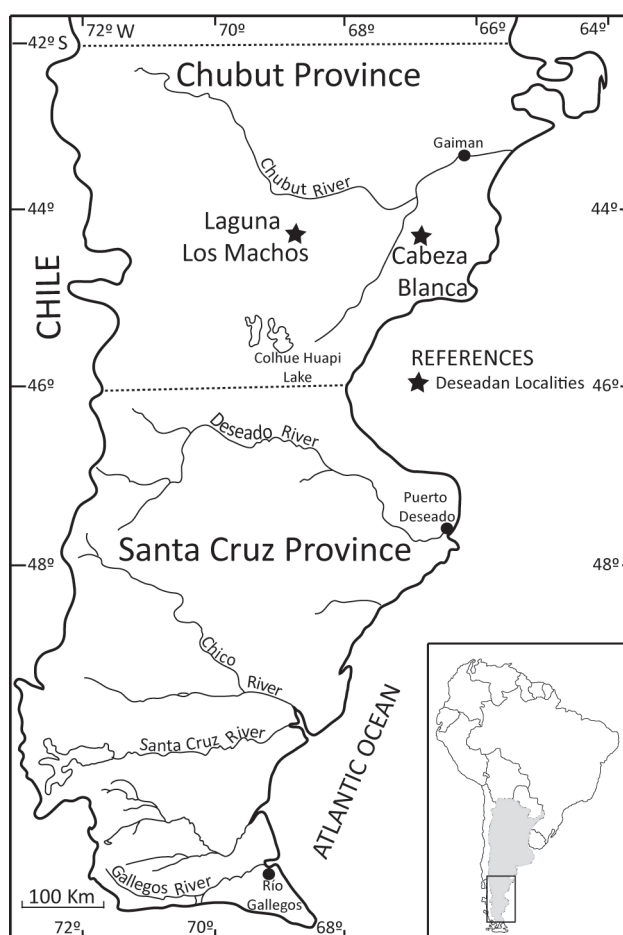 72º W
70º
68º
66º
64º
42º S
42º
Chubut Province
Gaiman
Chubut River
44º
44º
Laguna
Los Machos
Cabeza
Blanca
CHILE
Colhue Huapi
Lake
REFERENCES
Deseadan Localities
46º
46º
Deseado River
Puerto
Deseado
Santa Cruz Province
48º
48º
Chico
River
Santa Cruz River
ATLANTIC OCEAN
Gallegos River
Río
Gallegos
100 Km
72º
70º
68º